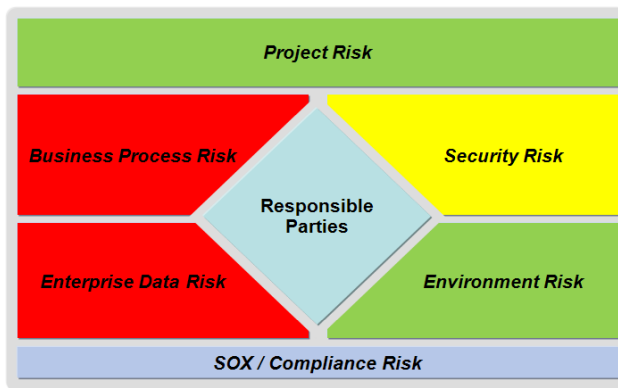 Project Risk
Business Process Risk
Security Risk
Responsible
Parties
Enterprise Data Risk
Environment Risk
SOX / Compliance Risk